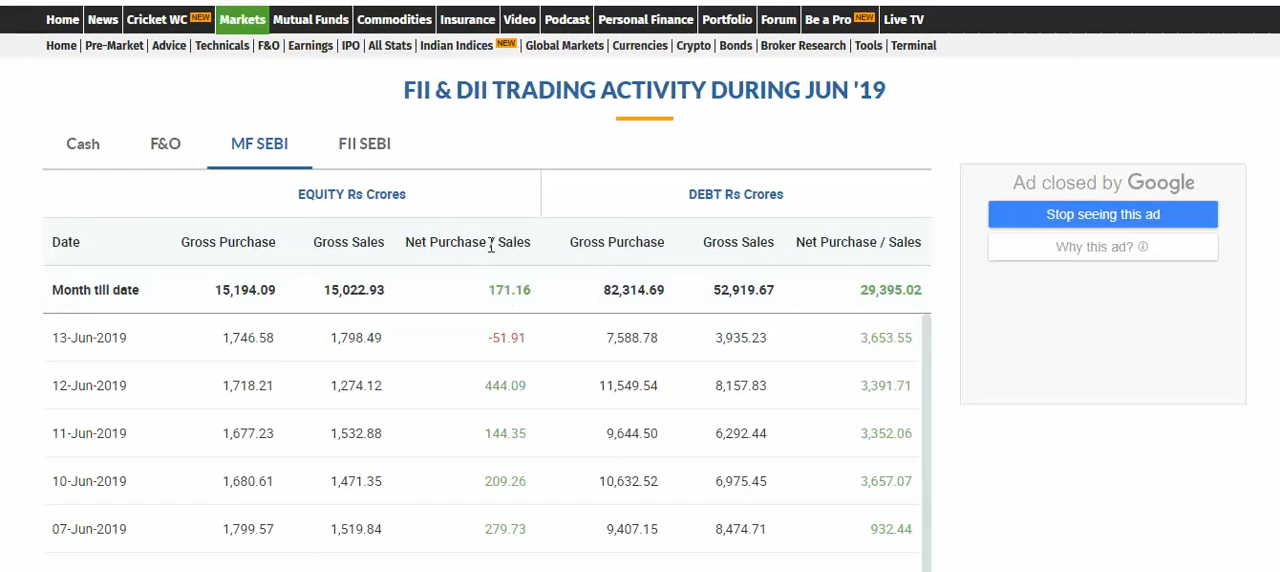 Home News Cricket WC NEW Markets Mutual Funds Commodities Insurance Video Podcast Personal Finance Portfolio Forum Be a Pro NEW Live TV
Home | Pre-Market | Advice | Technicals | F&O | Earnings | IPO | All Stats | Indian Indices NEW | Global Markets | Currencies | Crypto | Bonds | Broker Research | Tools | Terminal
FII & DII TRADING ACTIVITY DURING JUN '19
Cash F&O MF SEBI FII SEBI
EQUITY Rs Crores DEBT Rs Crores
Date Gross Purchase Gross Sales Net Purchase / Sales Gross Purchase Gross Sales Net Purchase / Sales
Month till date 15,194.09 15,022.93 171.16 82,314.69 52,919.67 29,395.02
13-Jun-2019 1,746.58 1,798.49 -51.91 7,588.78 3,935.23 3,653.55
12-Jun-2019 1,718.21 1,274.12 444.09 11,549.54 8,157.83 3,391.71
11-Jun-2019 1,677.23 1,532.88 144.35 9,644.50 6,292.44 3,352.06
10-Jun-2019 1,680.61 1,471.35 209.26 10,632.52 6,975.45 3,657.07
07-Jun-2019 1,799.57 1,519.84 279.73 9,407.15 8,474.71 932.44
Ad closed by Google
Stop seeing this ad
Why this ad?